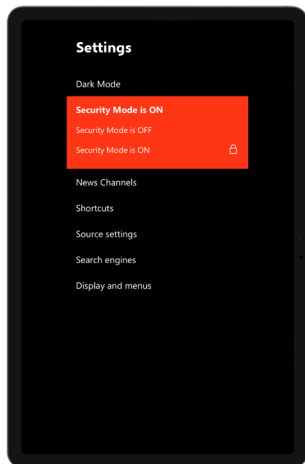 Settings
Dark Mode
Security Mode is ON
Security Mode is OFF
Security Mode is ON
News Channels
Shortcuts
Source settings
Search engines
Display and menus